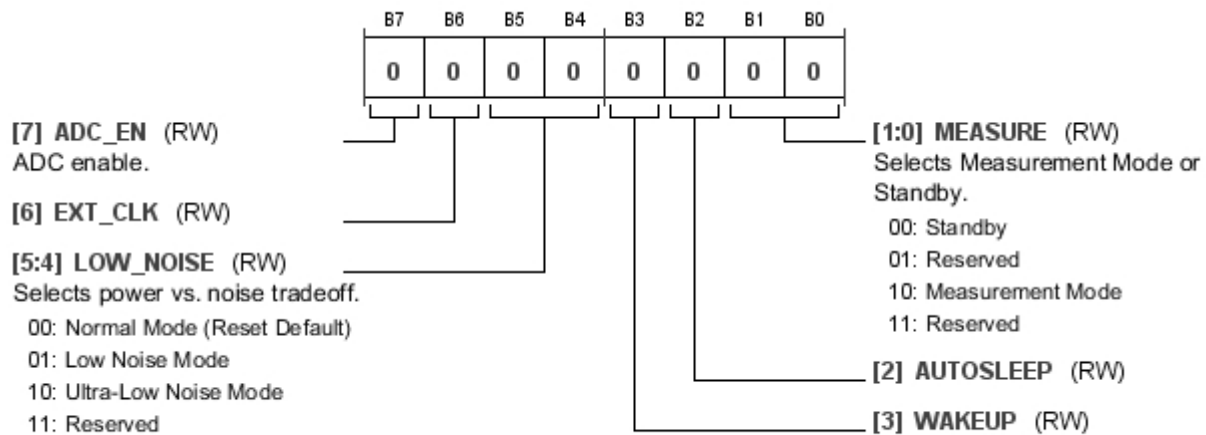 B7 B6 B5 B4 B3 B2 B1 B0
0 0 0 0 0 0 0 0
[7] ADC_EN (RW)
ADC enable.
[6] EXT_CLK (RW)
[5:4] LOW_NOISE (RW)
Selects power vs. noise tradeoff.
00: Normal Mode (Reset Default)
01: Low Noise Mode
10: Ultra-Low Noise Mode
11: Reserved
[1:0] MEASURE (RW)
Selects Measurement Mode or
Standby.
00: Standby
01: Reserved
10: Measurement Mode
11: Reserved
[2] AUTOSLEEP (RW)
[3] WAKEUP (RW)